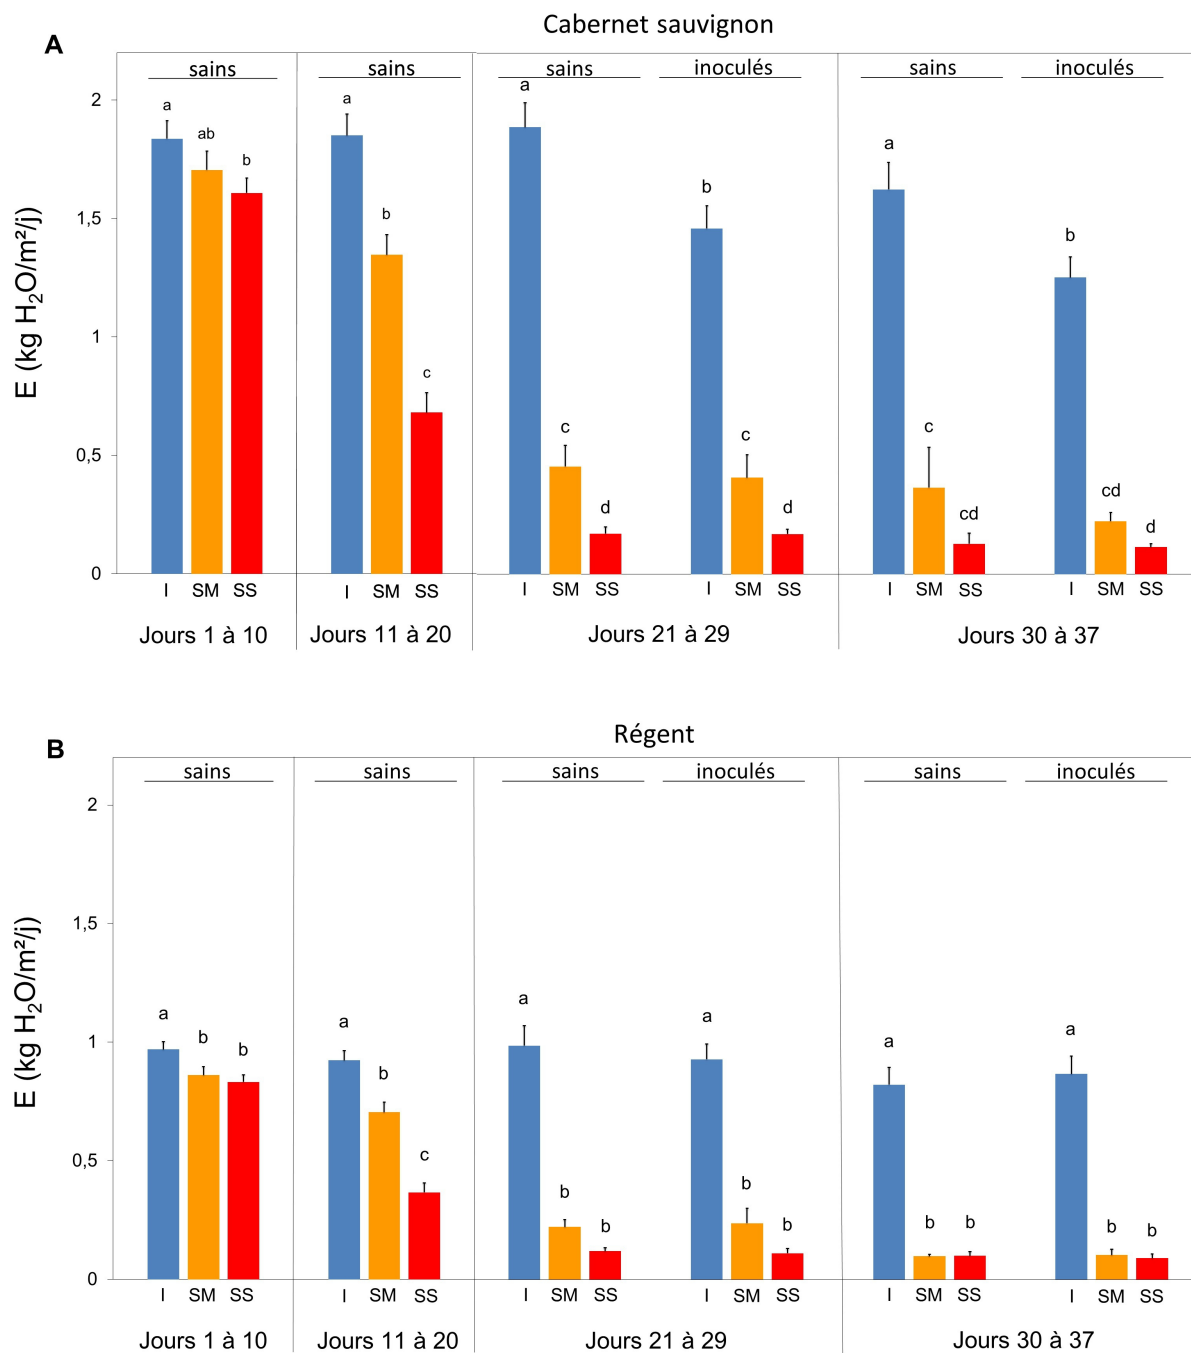 Cabernet sauvignon
A
sains
sains
sains
inoculés
sains
inoculés
E (kg H₂O/m²/j)
2
1,5
1
0,5
0
a
ab
b
a
b
c
a
c
d
b
c
d
a
c
cd
b
cd
d
I SM SS
I SM SS
I SM SS
I SM SS
I SM SS
I SM SS
Jours 1 à 10
Jours 11 à 20
Jours 21 à 29
Jours 30 à 37
Régent
B
sains
sains
sains
inoculés
sains
inoculés
E (kg H₂O/m²/j)
2
1,5
1
0,5
0
a
b
b
a
b
c
a
b
b
a
b
b
a
b
b
a
b
b
I SM SS
I SM SS
I SM SS
I SM SS
I SM SS
I SM SS
Jours 1 à 10
Jours 11 à 20
Jours 21 à 29
Jours 30 à 37